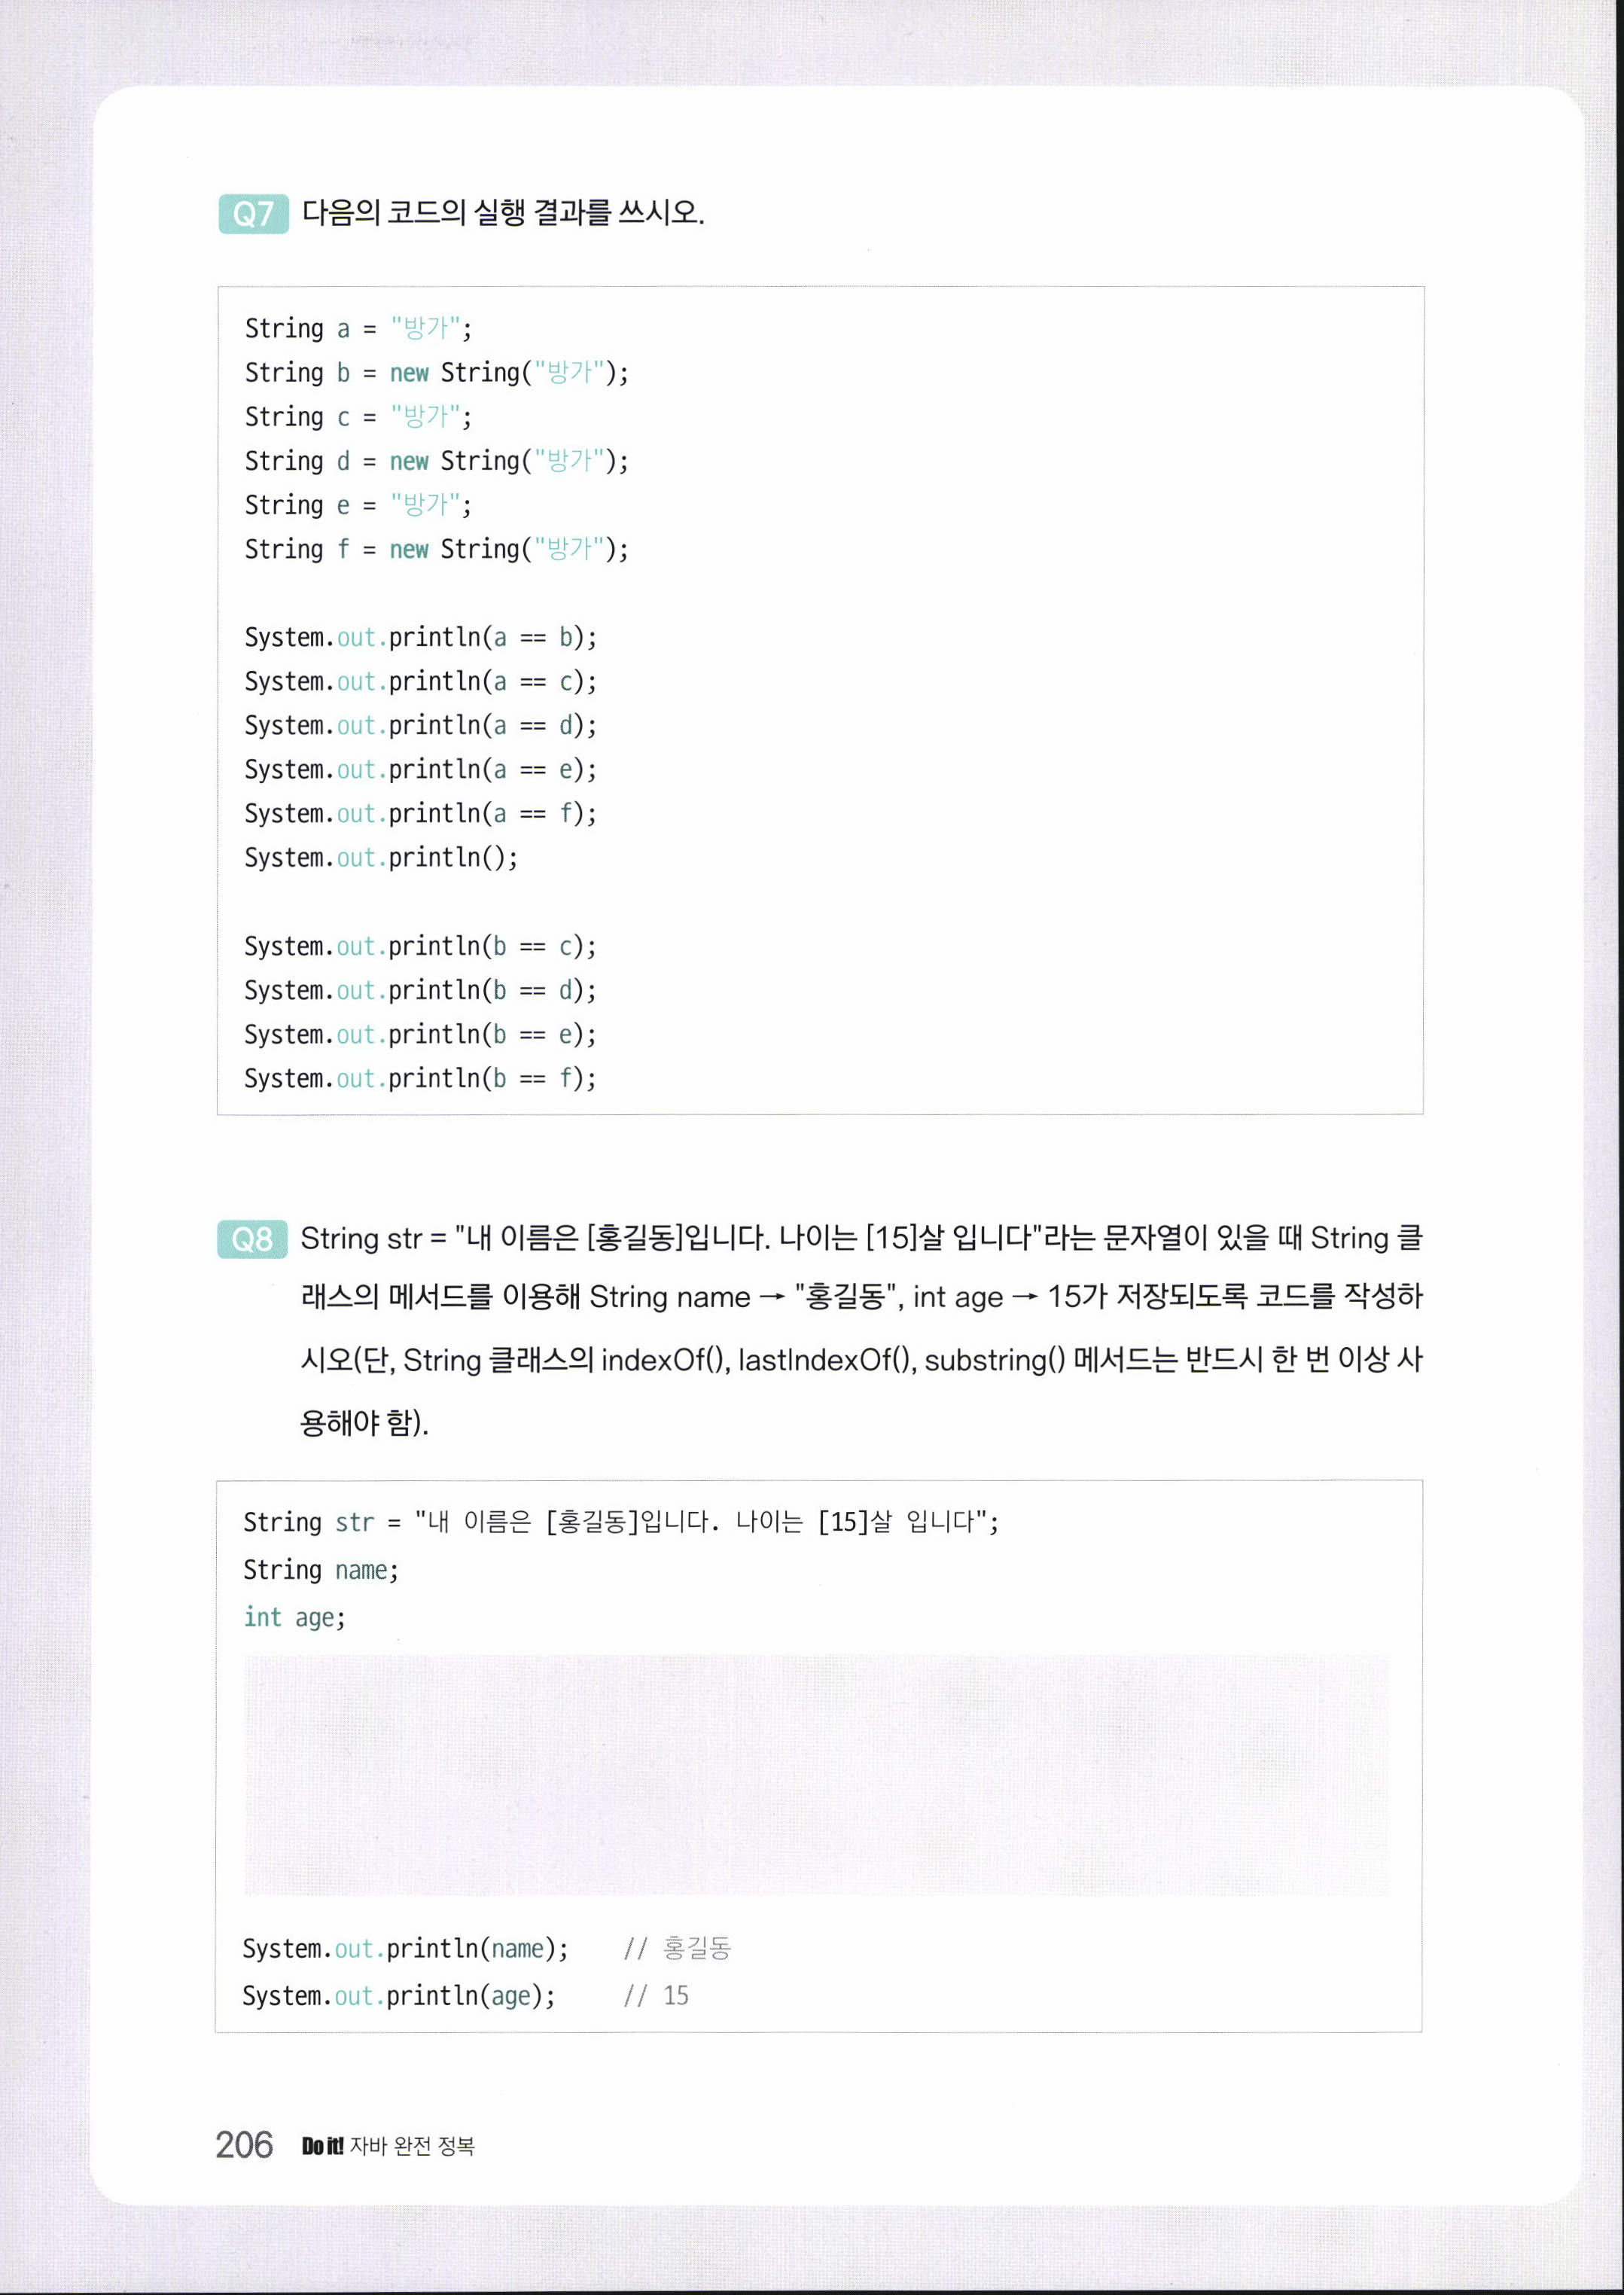 Q7 다음의 코드의 실행 결과를 쓰시오.
String a = "방가";
String b = new String("방가");
String c = "방가";
String d = new String("방가");
String e = "방가";
String f = new String("방가");
System.out.println(a == b);
System.out.println(a == c);
System.out.println(a == d);
System.out.println(a == e);
System.out.println(a == f);
System.out.println();
System.out.println(b == c);
System.out.println(b == d);
System.out.println(b == e);
System.out.println(b == f);
Q8 String str = "내 이름은 [홍길동]입니다. 나이는 [15]살 입니다"라는 문자열이 있을 때 String 클
래스의 메서드를 이용해 String name → "홍길동", int age → 15가 저장되도록 코드를 작성하
시오(단, String 클래스의 indexOf(), lastIndexOf(), substring() 메서드는 반드시 한 번 이상 사
용해야 함).
String str = "내 이름은 [홍길동]입니다. 나이는 [15]살 입니다";
String name;
int age;
System.out.println(name); // 홍길동
System.out.println(age); // 15
206 Do it! 자바 완전 정복